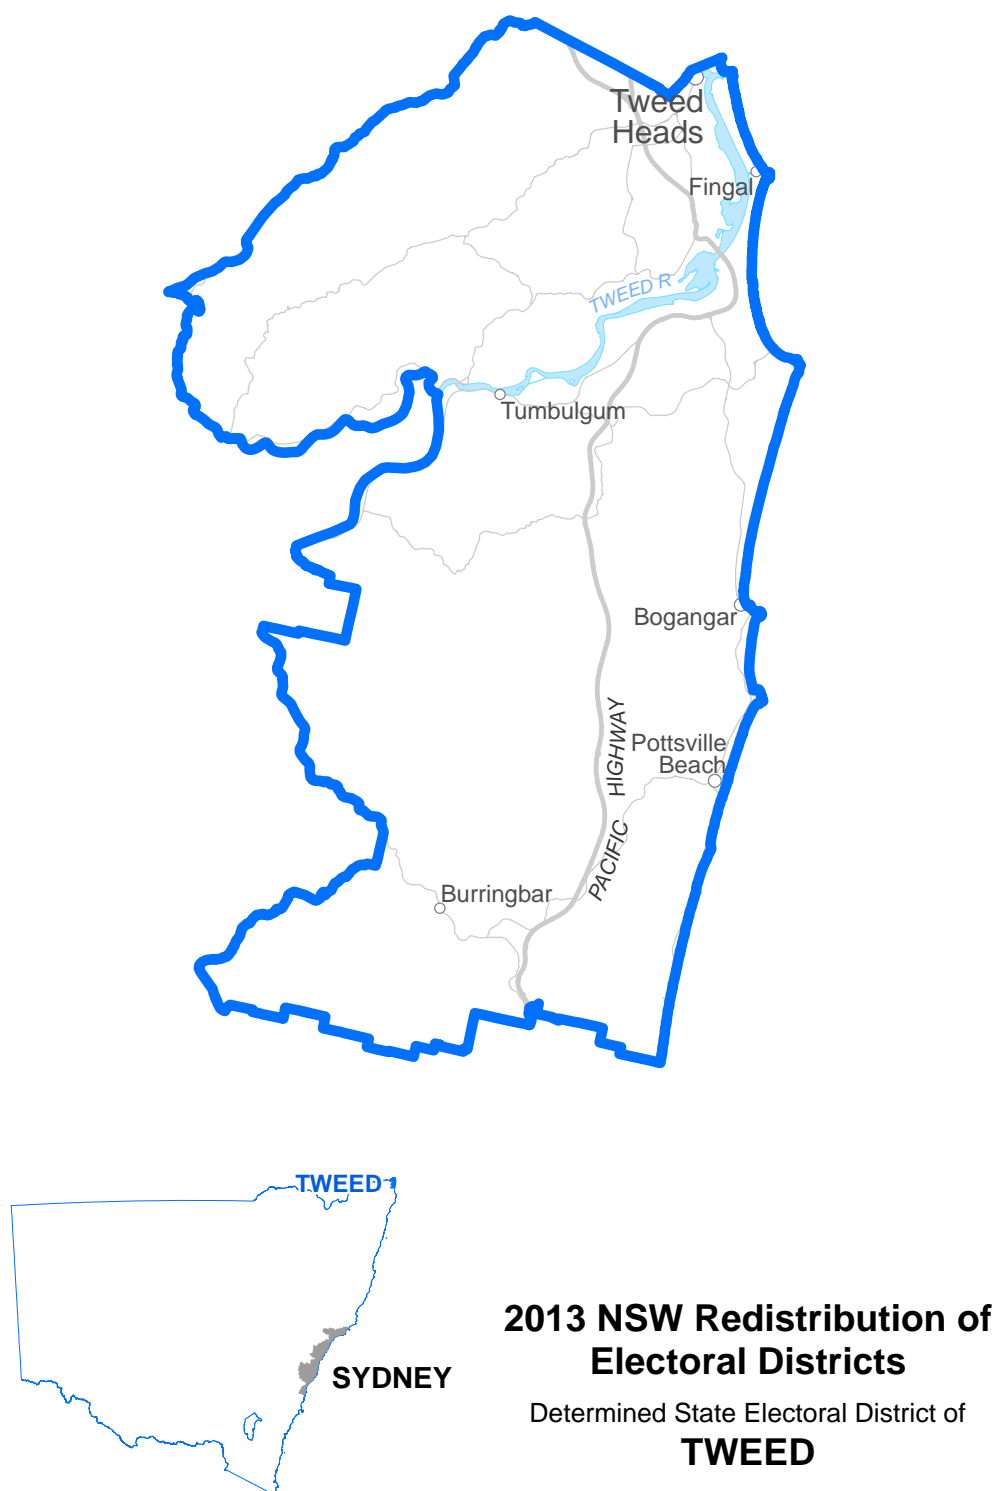 Tweed
Heads
Fingal
TWEED R
Tumbulgum
Bogangar
HIGHWAY
Pottsville
Beach
PACIFIC
Burringbar
TWEED
SYDNEY
2013 NSW Redistribution of
Electoral Districts
Determined State Electoral District of
TWEED